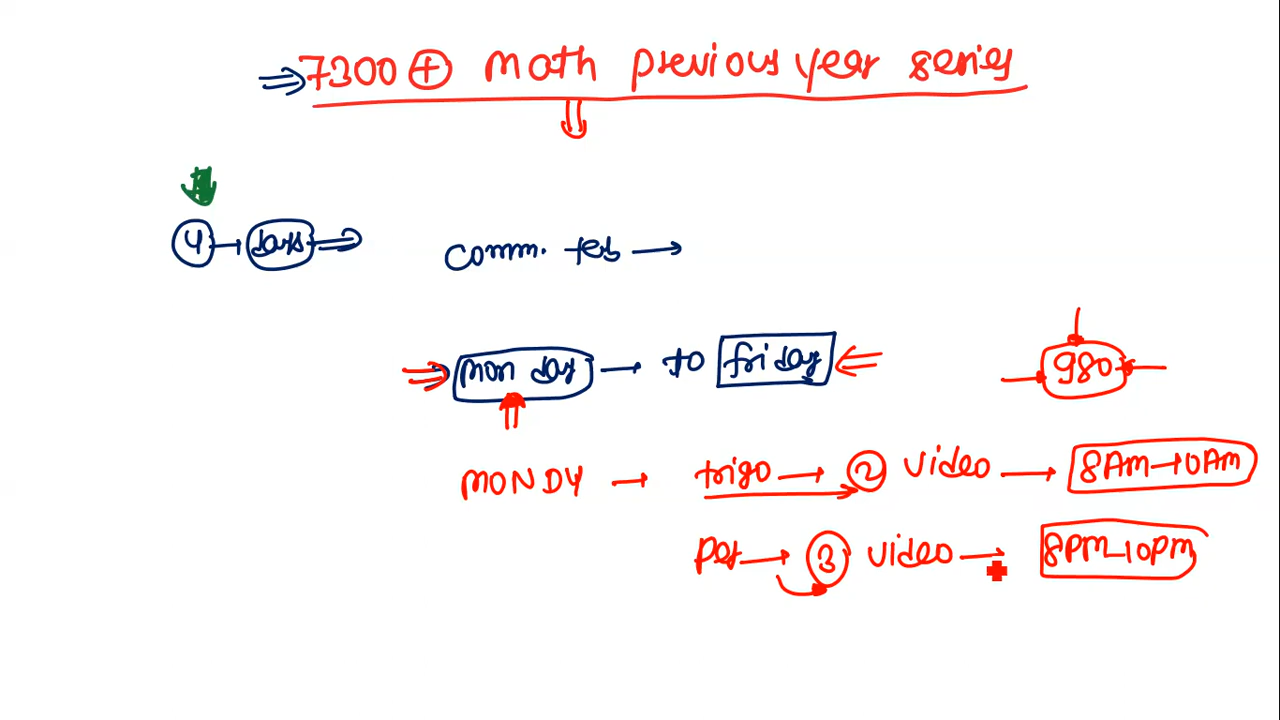 7300+ math previous year series
4 days
comm.
monday to friday
980
MONDY trigo 2 video 8AM-10AM
Per 3 video 8PM-10PM